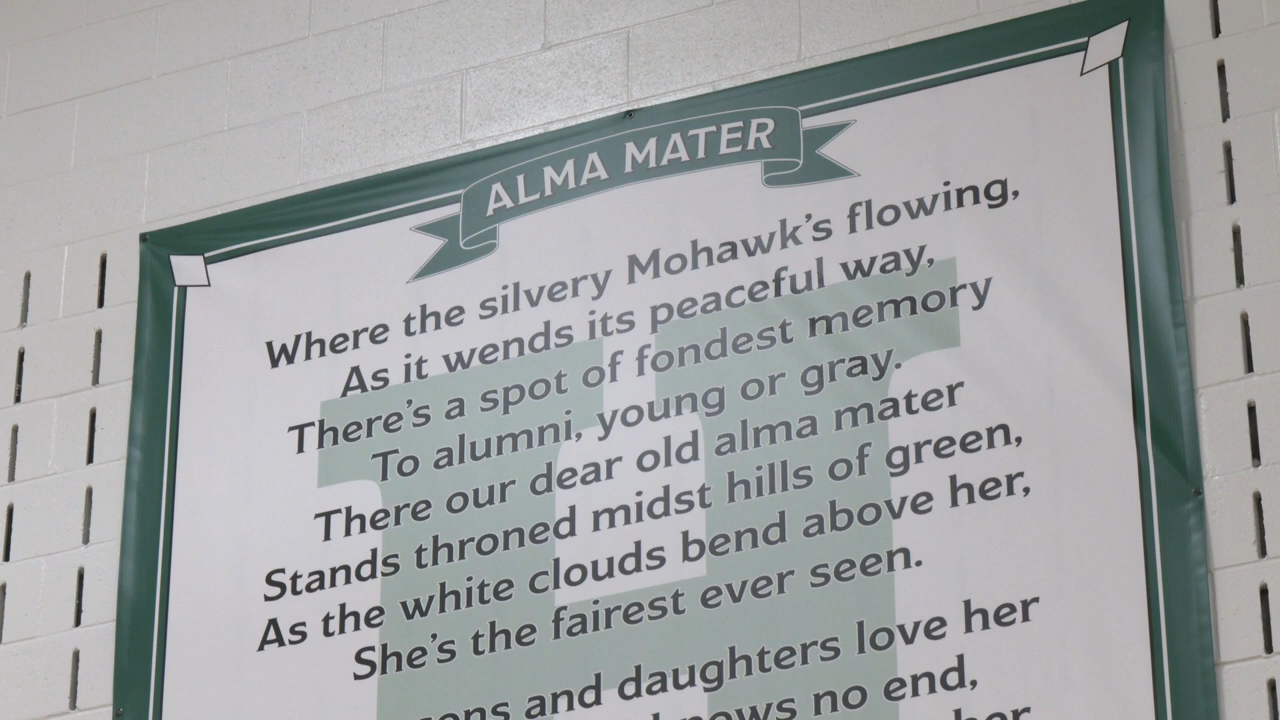 ALMA MATER
Where the silvery Mohawk's flowing,
As it wends its peaceful way,
There's a spot of fondest memory
To alumni, young or gray.
There our dear old alma mater
Stands throned midst hills of green,
As the white clouds bend above her,
She's the fairest ever seen.
and daughters love her
no end,
her